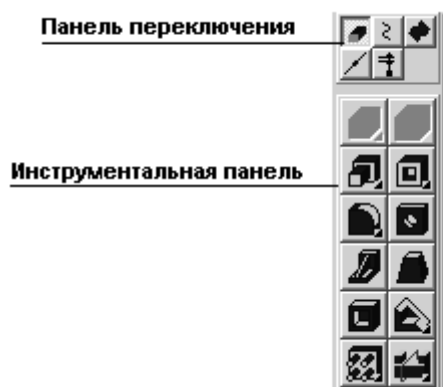 Панель переключения
Инструментальная панель